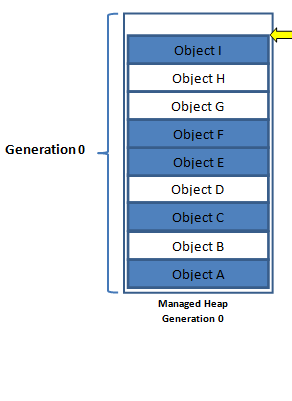 Object I
Object H
Object G
Object F
Generation 0
Object E
Object D
Object C
Object B
Object A
Managed Heap
Generation 0